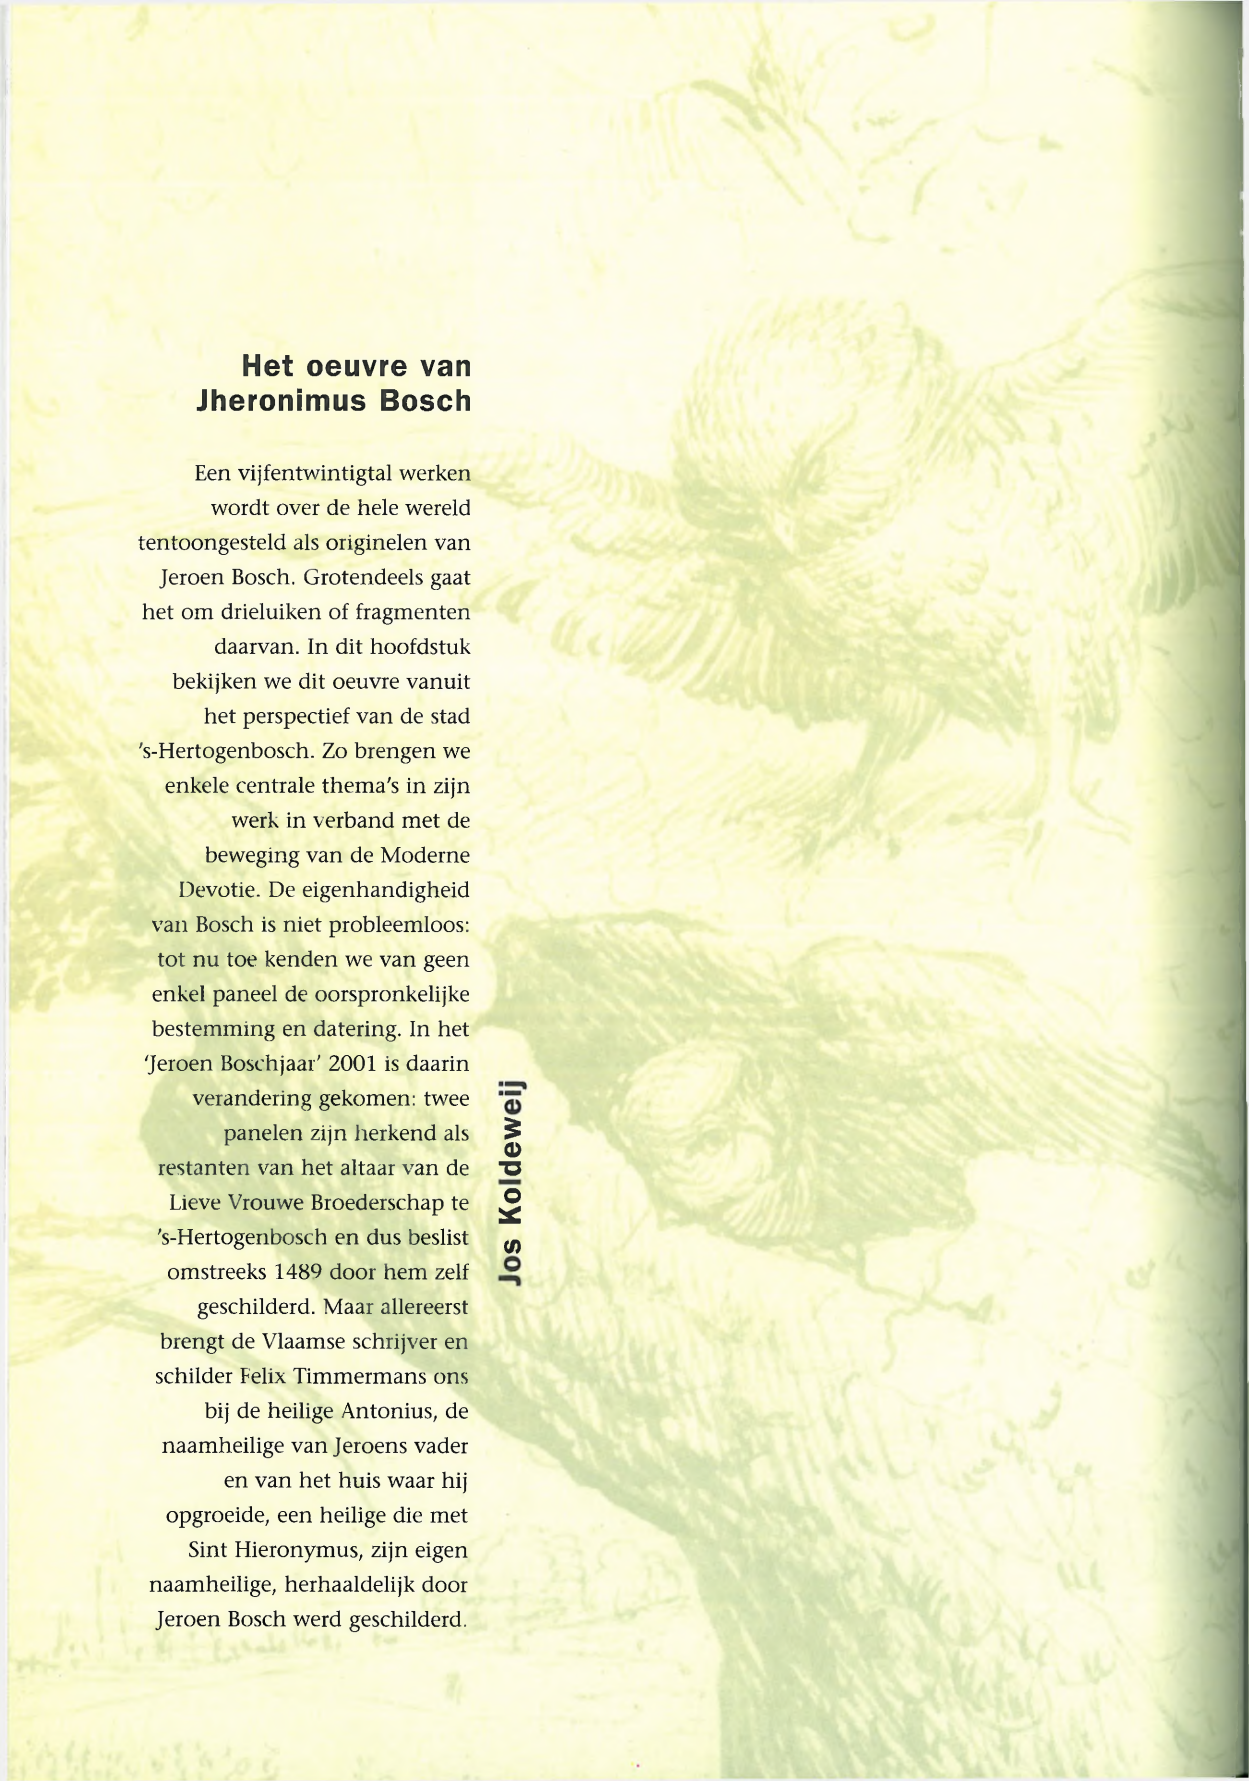 Het oeuvre van
Jheronimus Bosch
Een vijfentwintigtal werken
wordt over de hele wereld
tentoongesteld als originelen van
Jeroen Bosch. Grotendeels gaat
het om drieluiken of fragmenten
daarvan. In dit hoofdstuk
bekijken we dit oeuvre vanuit
het perspectief van de stad
's-Hertogenbosch. Zo brengen we
enkele centrale thema's in zijn
werk in verband met de
beweging van de Moderne
Devotie. De eigenhandigheid
van Bosch is niet probleemloos:
tot nu toe kenden we van geen
enkel paneel de oorspronkelijke
bestemming en datering. In het
'Jeroen Boschjaar' 2001 is daarin
verandering gekomen: twee
panelen zijn herkend als
restanten van het altaar van de
Lieve Vrouwe Broederschap te
's-Hertogenbosch en dus beslist
omstreeks 1489 door hem zelf
geschilderd. Maar allereerst
brengt de Vlaamse schrijver en
schilder Felix Timmermans ons
bij de heilige Antonius, de
naamheilige van Jeroens vader
en van het huis waar hij
opgroeide, een heilige die met
Sint Hieronymus, zijn eigen
naamheilige, herhaaldelijk door
Jeroen Bosch werd geschilderd.
Jos Koldeweij